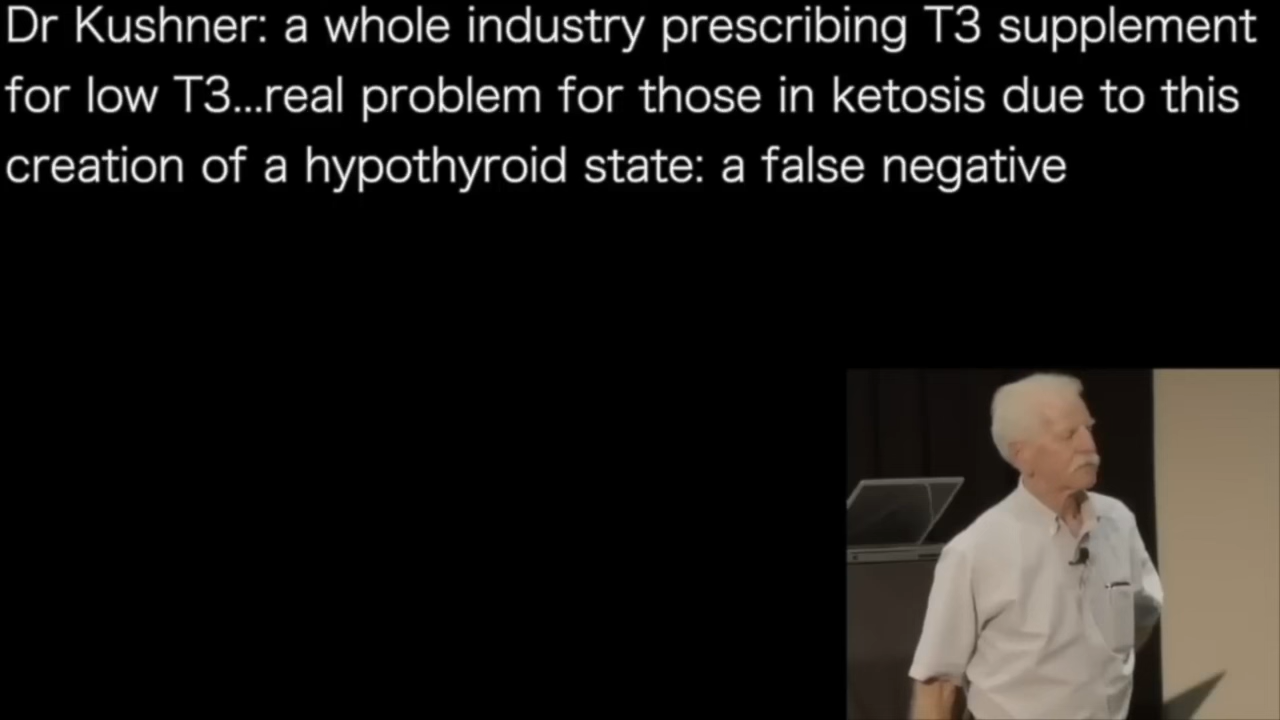 Dr Kushner: a whole industry prescribing T3 supplement
for low T3...real problem for those in ketosis due to this
creation of a hypothyroid state: a false negative